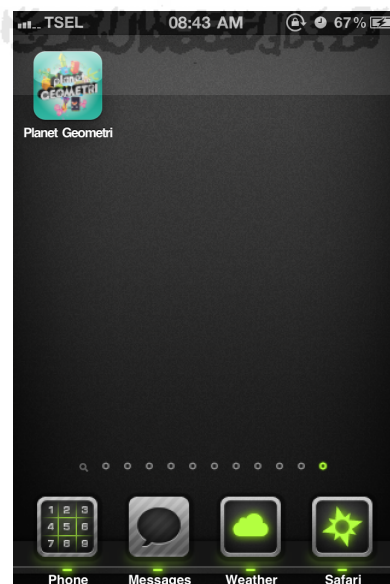 TSEL 08:43 AM 67%
planet
GEOMETRI
Planet Geometri
1 2 3
4 5 6
7 8 9
Phone Messages Weather Safari